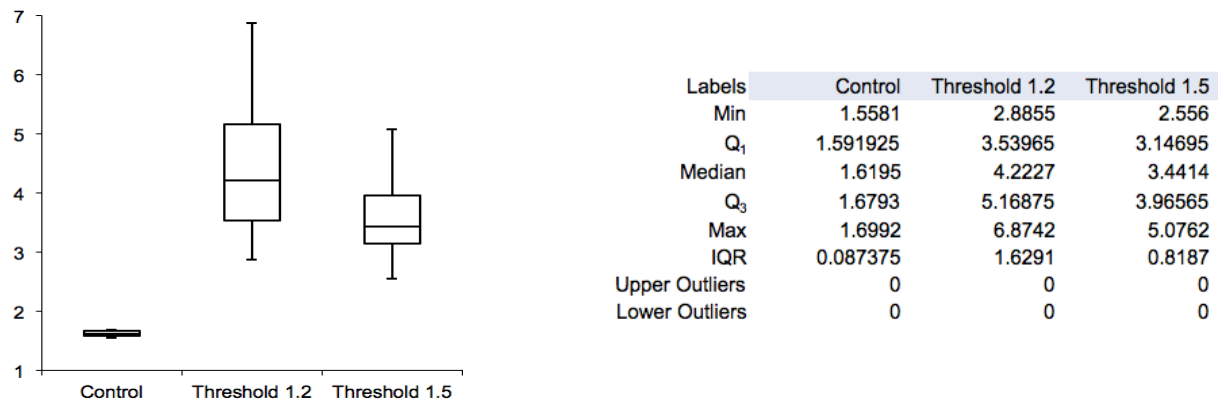 7
6
5
4
3
2
1
Control Threshold 1.2 Threshold 1.5
Labels Control Threshold 1.2 Threshold 1.5
Min 1.5581 2.8855 2.556
Q₁ 1.591925 3.53965 3.14695
Median 1.6195 4.2227 3.4414
Q₃ 1.6793 5.16875 3.96565
Max 1.6992 6.8742 5.0762
IQR 0.087375 1.6291 0.8187
Upper Outliers 0 0 0
Lower Outliers 0 0 0